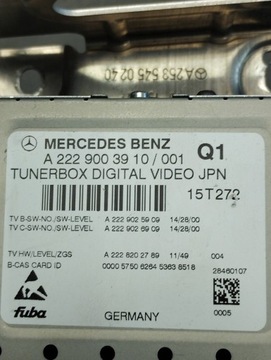 A 253 545 02 40
MERCEDES BENZ
Q1
A 222 900 39 10 / 001
TUNERBOX DIGITAL VIDEO JPN
15T272
TV B-SW-NO./SW-LEVEL A 222 902 59 09 14/28/00
TV C-SW-NO./SW-LEVEL A 222 902 69 09 14/28/00
TV HW/LEVEL/ZGS A 222 820 27 89 11/49 004
B-CAS CARD ID 0000 5750 6264 5363 8518
28460107
fuba
GERMANY
0005